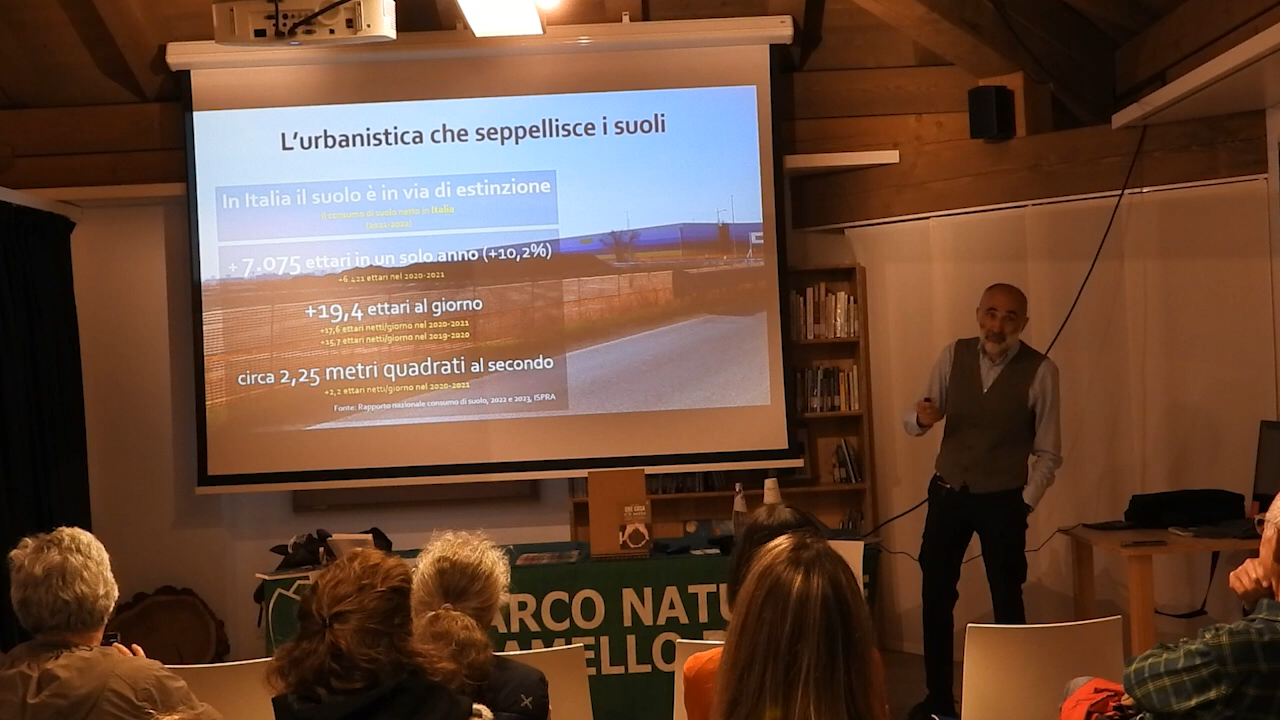 L'urbanistica che seppellisce i suoli
In Italia il suolo è in via di estinzione
Il consumo di suolo netto in Italia
(2021-2022)
+ 7.075 ettari in un solo anno (+10,2%)
+6.421 ettari nel 2020-2021
+19,4 ettari al giorno
+17,6 ettari netti/giorno nel 2020-2021
+15,7 ettari netti/giorno nel 2019-2020
circa 2,25 metri quadrati al secondo
+2,2 ettari netti/giorno nel 2020-2021
Fonte: Rapporto nazionale consumo di suolo, 2022 e 2023, ISPRA
CHE COSA
ARCO NATU
AMELLO